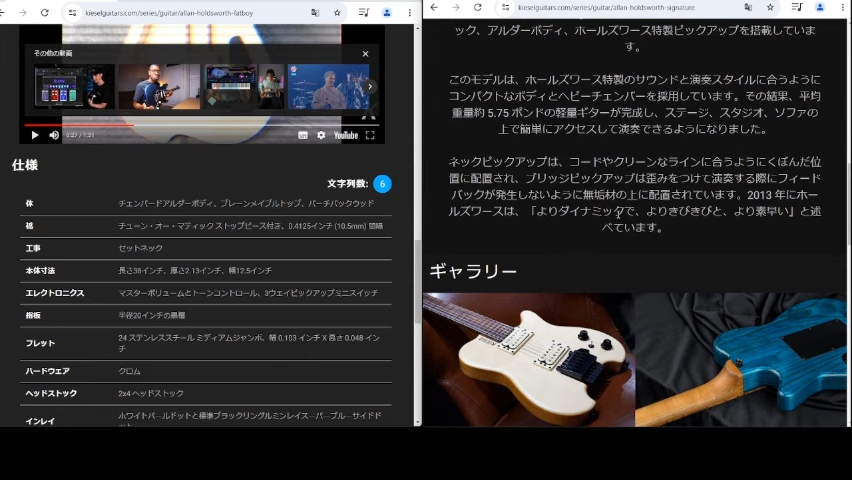 kieselguitars.com/series/guitar/allan-holdsworth-fatboy
その他の動画
0:27 / 1:31
YouTube
仕様
文字列数: 6
体 チェンバードアルダーボディ、プレーンメイプルトップ、バーチバックウッド
チューン・オー・マティック ストップピース付き、0.4125インチ (10.5mm) 間隔
工事 セットネック
本体寸法 長さ38インチ、厚さ2.13インチ、幅12.5インチ
エレクトロニクス マスターボリュームとトーンコントロール、3ウェイピックアップミニスイッチ
指板 半径20インチの黒檀
フレット 24 ステンレススチール ミディアムジャンボ、幅 0.103 インチ X 高さ 0.048 イン
チ
ハードウェア クロム
ヘッドストック 2x4 ヘッドストック
インレイ
kieselguitars.com/series/guitar/allan-holdsworth-signature
ック、アルダーボディ、ホールズワース特製ピックアップを搭載していま
す。
このモデルは、ホールズワース特製のサウンドと演奏スタイルに合うように
コンパクトなボディとヘビーチェンバーを採用しています。その結果、平均
重量約 5.75 ポンドの軽量ギターが完成し、ステージ、スタジオ、ソファの
上で簡単にアクセスして演奏できるようになりました。
ネックピックアップは、コードやクリーンなラインに合うようにくぼんだ位
置に配置され、ブリッジピックアップは歪みをつけて演奏する際にフィード
バックが発生しないように無垢材の上に配置されています。2013 年にホー
ルズワースは、「よりダイナミックで、よりきびきびと、より素早い」と述
べています。
ギャラリー